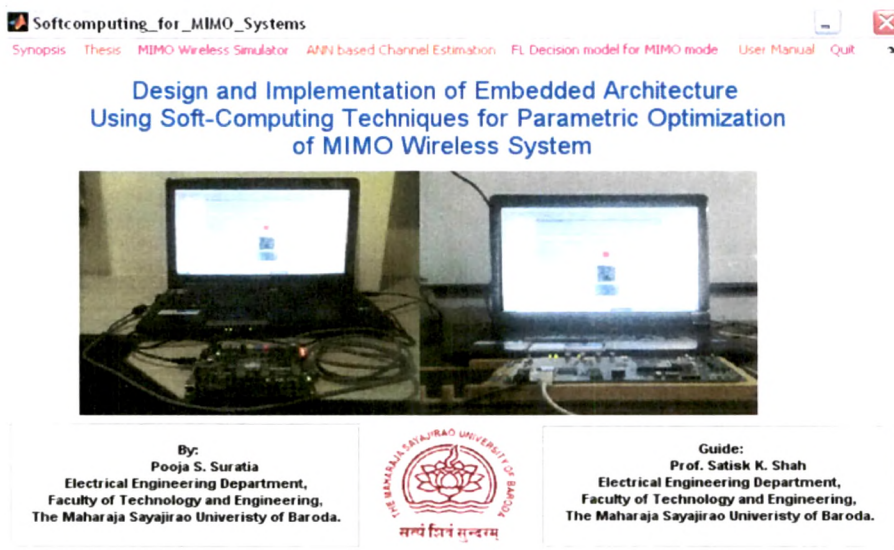 Softcomputing_for_MIMO_Systems
Synopsis Thesis MIMO Wireless Simulator ANN based Channel Estimation FL Decision model for MIMO mode User Manual Quit
Design and Implementation of Embedded Architecture
Using Soft-Computing Techniques for Parametric Optimization
of MIMO Wireless System
By:
Pooja S. Suratia
Electrical Engineering Department,
Faculty of Technology and Engineering,
The Maharaja Sayajirao Univeristy of Baroda.
THE MAHARAJA SAYAJIRAO UNIVERSITY OF BARODA
सत्यं शिवं सुन्दरम्
Guide:
Prof. Satisk K. Shah
Electrical Engineering Department,
Faculty of Technology and Engineering,
The Maharaja Sayajirao Univeristy of Baroda.